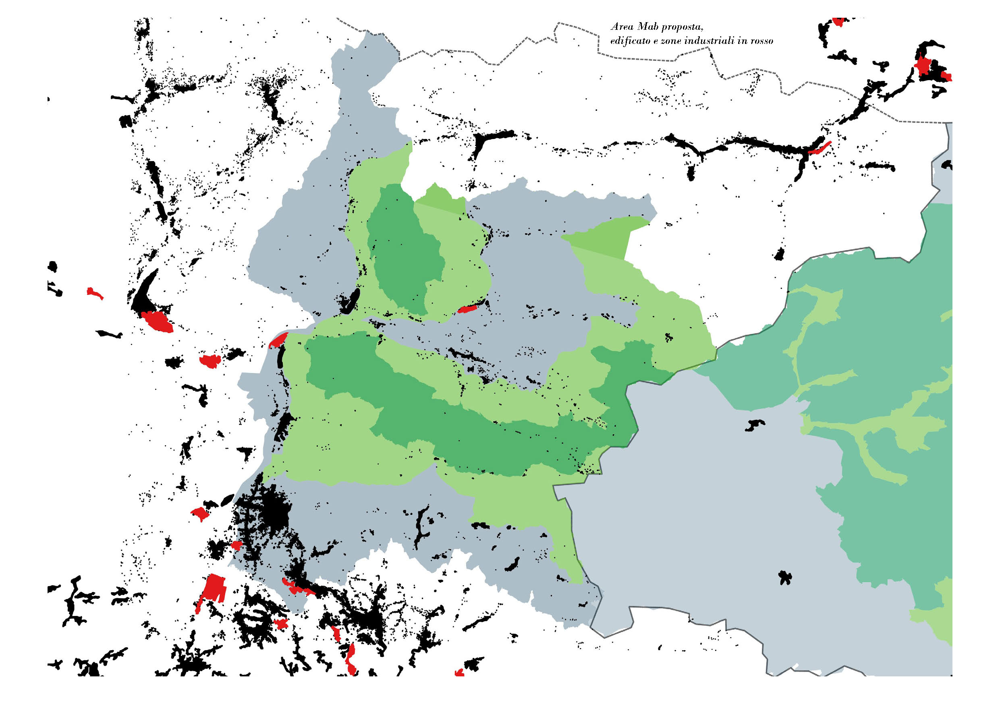 Area Mab proposta,
edificato e zone industriali in rosso